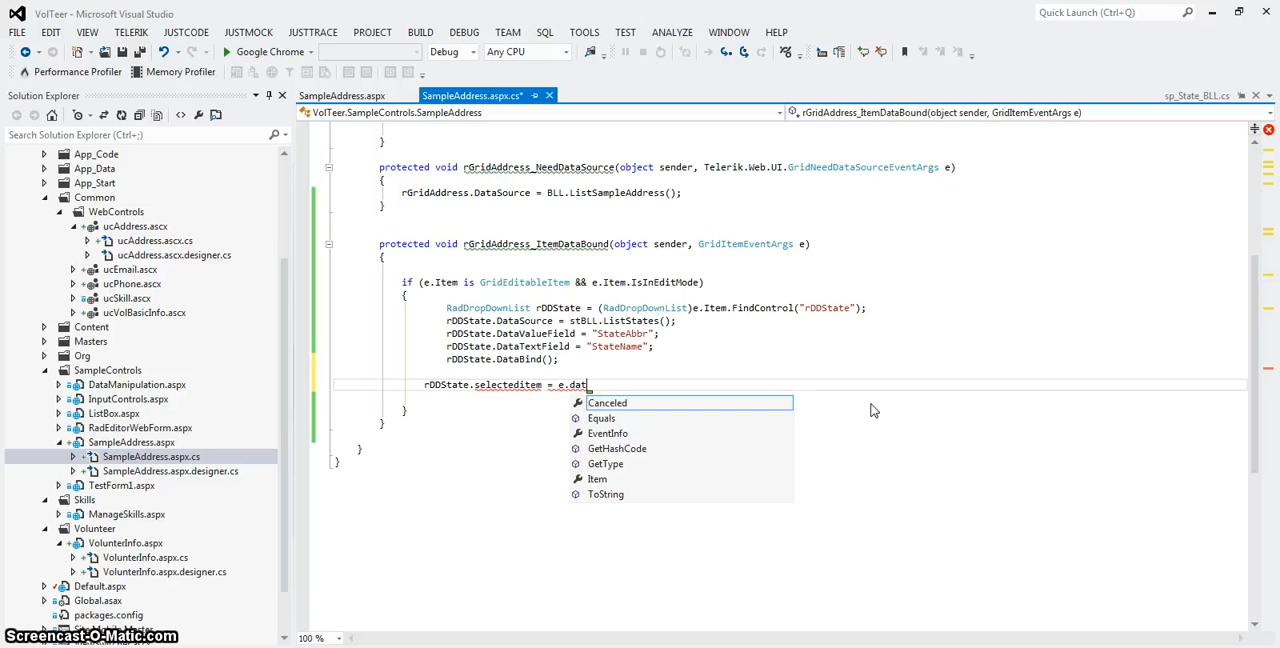 VolTeer - Microsoft Visual Studio
Quick Launch (Ctrl+Q)
FILE EDIT VIEW TELERIK JUSTCODE JUSTMOCK JUSTTRACE PROJECT BUILD DEBUG TEAM SQL TOOLS TEST ANALYZE WINDOW HELP
Google Chrome Debug Any CPU
Performance Profiler Memory Profiler
Solution Explorer
SampleAddress.aspx SampleAddress.aspx.cs* sp_State_BLL.cs
VolTeer.SampleControls.SampleAddress rGridAddress_ItemDataBound(object sender, GridItemEventArgs e)
Search Solution Explorer (Ctrl+;)
App_Code
App_Data
App_Start
Common
WebControls
ucAddress.ascx
ucAddress.ascx.cs
ucAddress.ascx.designer.cs
ucEmail.ascx
ucPhone.ascx
ucSkill.ascx
ucVolBasicInfo.ascx
Content
Masters
Org
SampleControls
DataManipulation.aspx
InputControls.aspx
ListBox.aspx
RadEditorWebForm.aspx
SampleAddress.aspx
SampleAddress.aspx.cs
SampleAddress.aspx.designer.cs
TestForm1.aspx
Skills
ManageSkills.aspx
Volunteer
VolunterInfo.aspx
VolunterInfo.aspx.cs
VolunterInfo.aspx.designer.cs
Default.aspx
Global.asax
packages.config
}
protected void rGridAddress_NeedDataSource(object sender, Telerik.Web.UI.GridNeedDataSourceEventArgs e)
{
rGridAddress.DataSource = BLL.ListSampleAddress();
}
protected void rGridAddress_ItemDataBound(object sender, GridItemEventArgs e)
{
if (e.Item is GridEditableItem && e.Item.IsInEditMode)
{
RadDropDownList rDDState = (RadDropDownList)e.Item.FindControl("rDDState");
rDDState.DataSource = stBLL.ListStates();
rDDState.DataValueField = "StateAbbr";
rDDState.DataTextField = "StateName";
rDDState.DataBind();
rDDState.selecteditem = e.dat
Canceled
Equals
EventInfo
GetHashCode
GetType
Item
ToString
}
}
}
}
100 %
Screencast-O-Matic.com